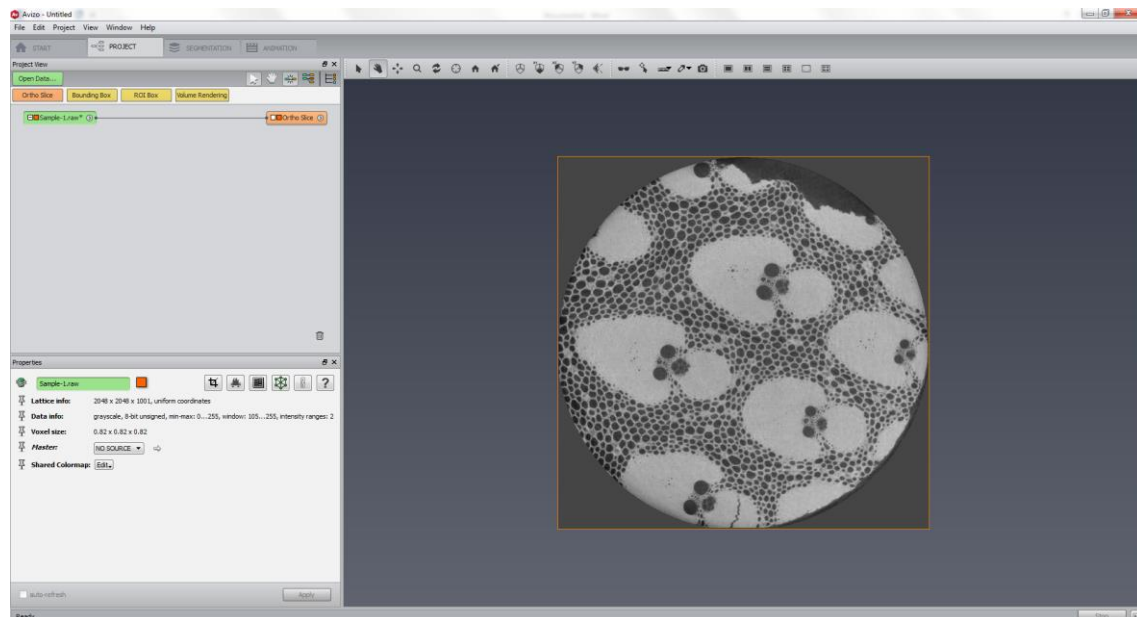 Avizo - Untitled
File Edit Project View Window Help
START PROJECT SEGMENTATION ANIMATION
Project View
Open Data...
Ortho Slice Bounding Box ROI Box Volume Rendering
Sample-1.raw* Ortho Slice
Properties
Sample-1.raw
Lattice info: 2048 x 2048 x 1001, uniform coordinates
Data info: grayscale, 8-bit unsigned, min-max: 0...255, window: 105...255, intensity ranges: 2
Voxel size: 0.82 x 0.82 x 0.82
Master: NO SOURCE
Shared Colormap: Edit
auto-refresh Apply
Ready Stop